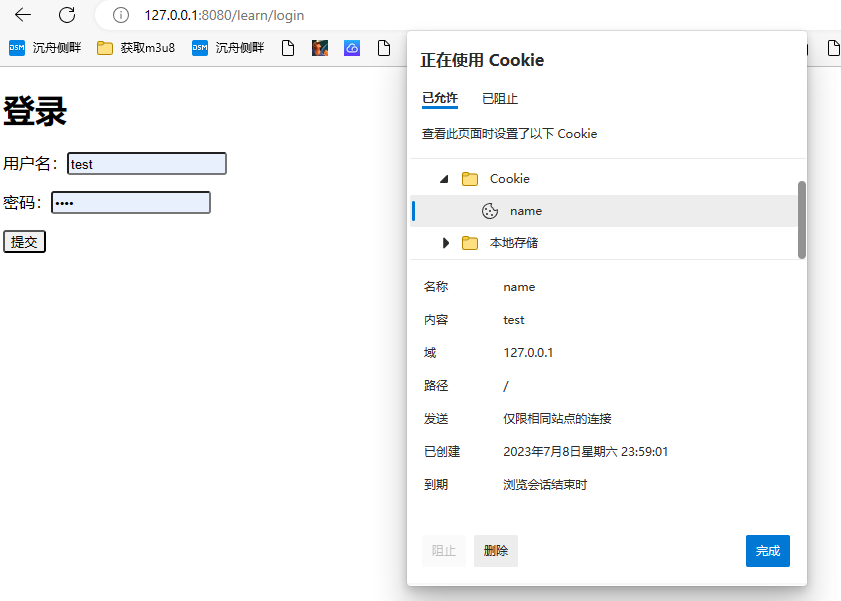 127.0.0.1:8080/learn/login
DSM 沉舟侧畔 获取m3u8 DSM 沉舟侧畔
登录
用户名： test
密码： ••••
提交
正在使用 Cookie
已允许 已阻止
查看此页面时设置了以下 Cookie
Cookie
name
本地存储
名称 name
内容 test
域 127.0.0.1
路径 /
发送 仅限相同站点的连接
已创建 2023年7月8日星期六 23:59:01
到期 浏览会话结束时
阻止 删除 完成